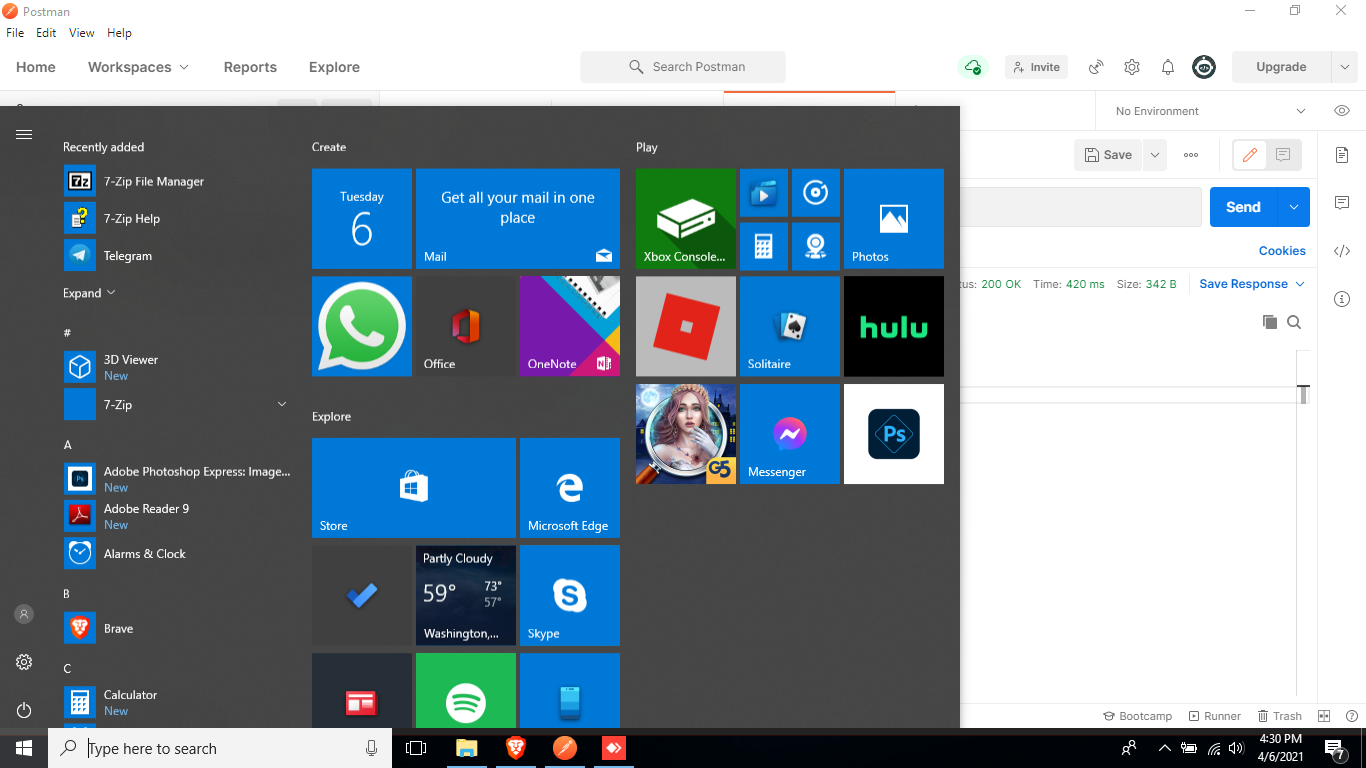 Postman
File Edit View Help
Home Workspaces Reports Explore Search Postman Invite Upgrade
No Environment
Save
Send
Cookies
200 OK Time: 420 ms Size: 342 B Save Response
Recently added
7-Zip File Manager
7-Zip Help
Telegram
Expand
#
3D Viewer
New
7-Zip
A
Adobe Photoshop Express: Image...
New
Adobe Reader 9
New
Alarms & Clock
B
Brave
C
Calculator
New
Create
Tuesday
6
Get all your mail in one
place
Mail
Office
OneNote
N
Explore
Store
Microsoft Edge
Partly Cloudy
59° 73°
57°
Washington,...
Skype
Play
Xbox Console...
Photos
Solitaire
hulu
G5
Messenger
Ps
Bootcamp Runner Trash
Type here to search
4:30 PM
4/6/2021
7